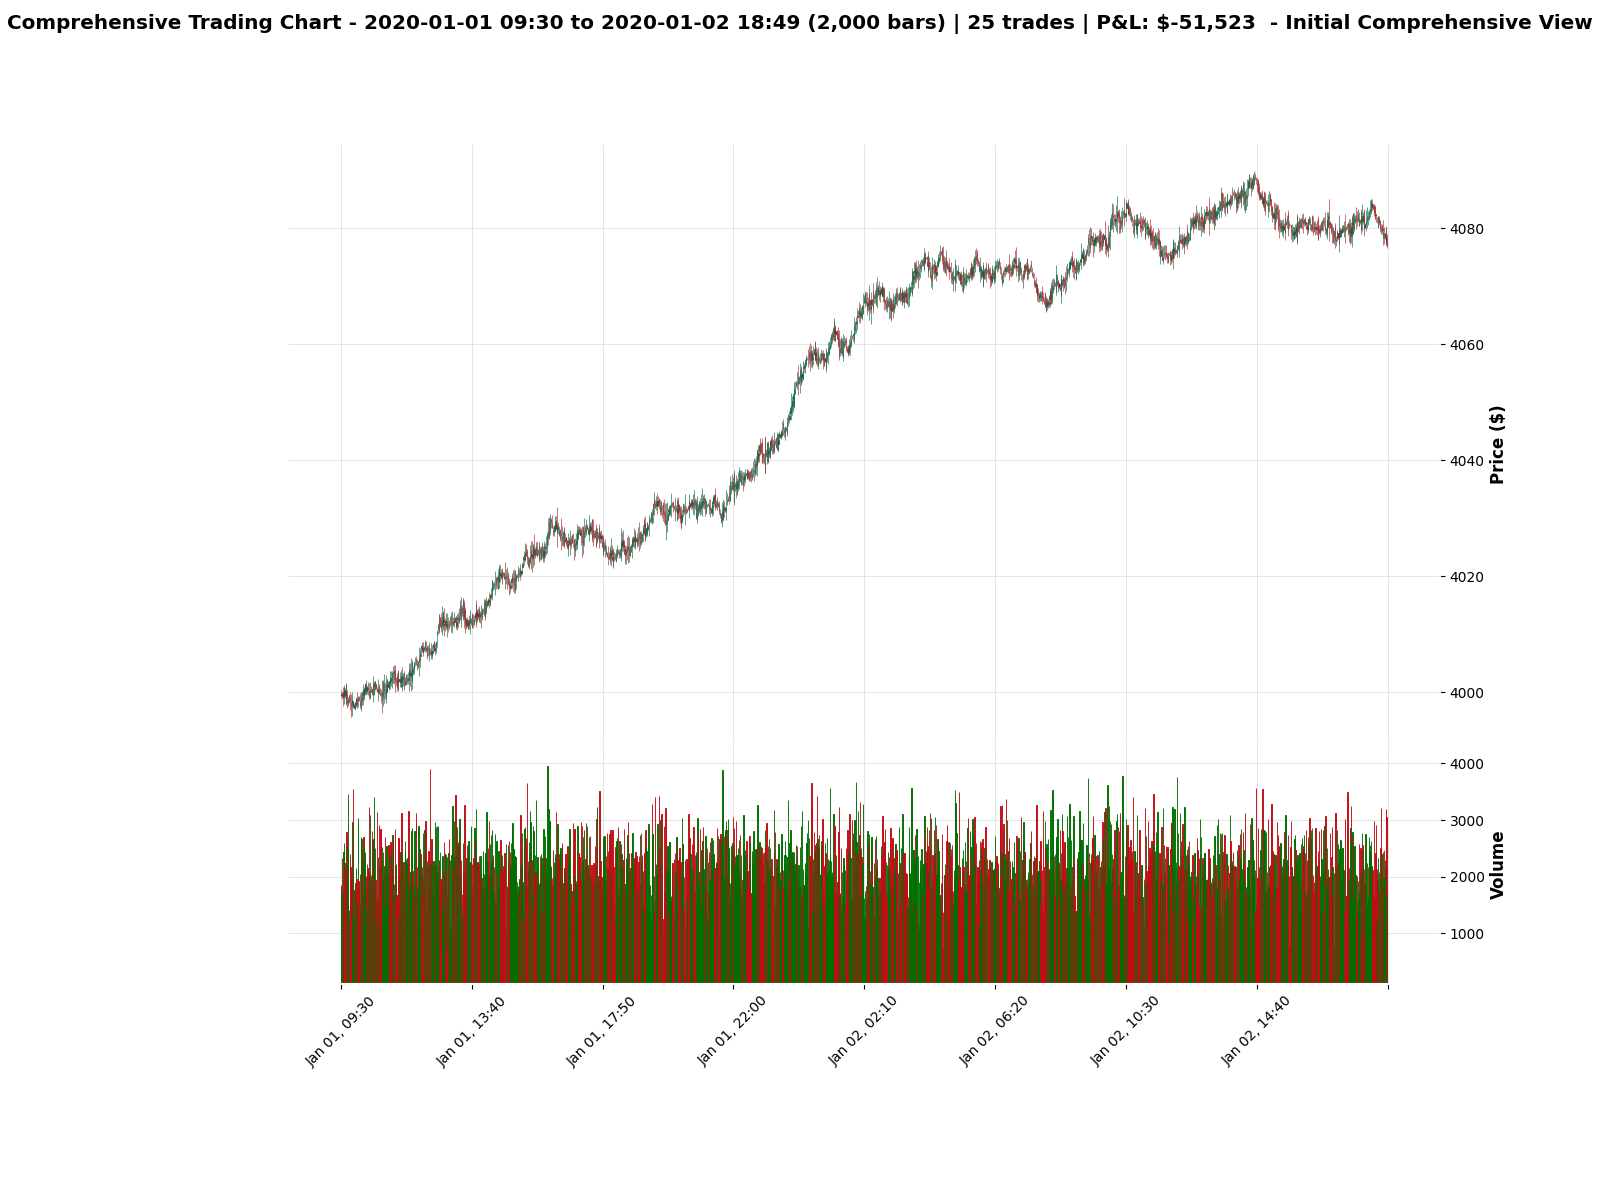 Comprehensive Trading Chart - 2020-01-01 09:30 to 2020-01-02 18:49 (2,000 bars) | 25 trades | P&L: $-51,523  - Initial Comprehensive View
4080
4060
4040
4020
4000
Price ($)
4000
3000
2000
1000
Volume
Jan 01, 09:30
Jan 01, 13:40
Jan 01, 17:50
Jan 01, 22:00
Jan 02, 02:10
Jan 02, 06:20
Jan 02, 10:30
Jan 02, 14:40